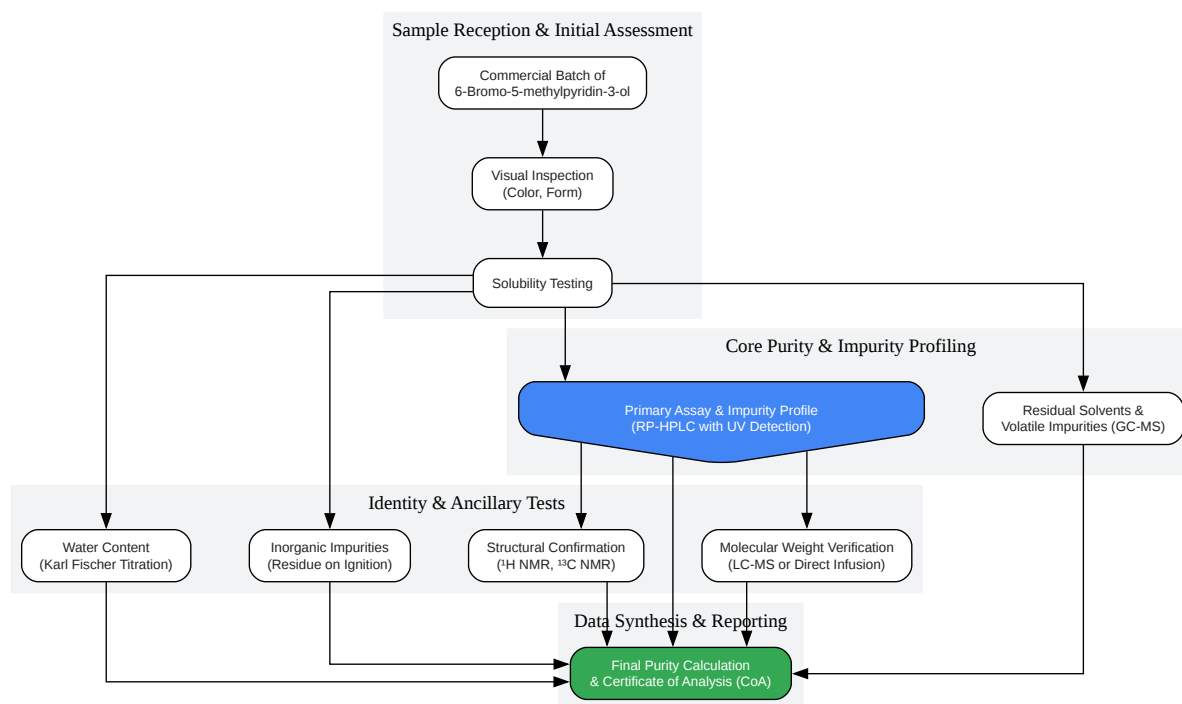 Sample Reception & Initial Assessment
Commercial Batch of
6-Bromo-5-methylpyridin-3-ol
Visual Inspection
(Color, Form)
Solubility Testing
Core Purity & Impurity Profiling
Primary Assay & Impurity Profile
(RP-HPLC with UV Detection)
Residual Solvents &
Volatile Impurities (GC-MS)
Identity & Ancillary Tests
Water Content
(Karl Fischer Titration)
Inorganic Impurities
(Residue on Ignition)
Structural Confirmation
(¹H NMR, ¹³C NMR)
Molecular Weight Verification
(LC-MS or Direct Infusion)
Data Synthesis & Reporting
Final Purity Calculation
& Certificate of Analysis (CoA)